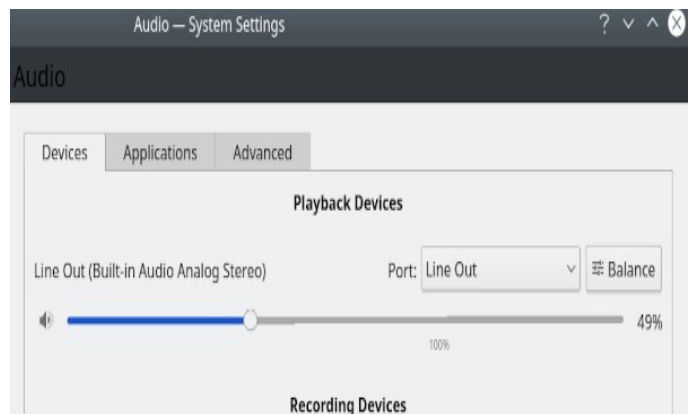 Audio — System Settings
Audio
Devices Applications Advanced
Playback Devices
Line Out (Built-in Audio Analog Stereo) Port: Line Out Balance
49%
100%
Recording Devices